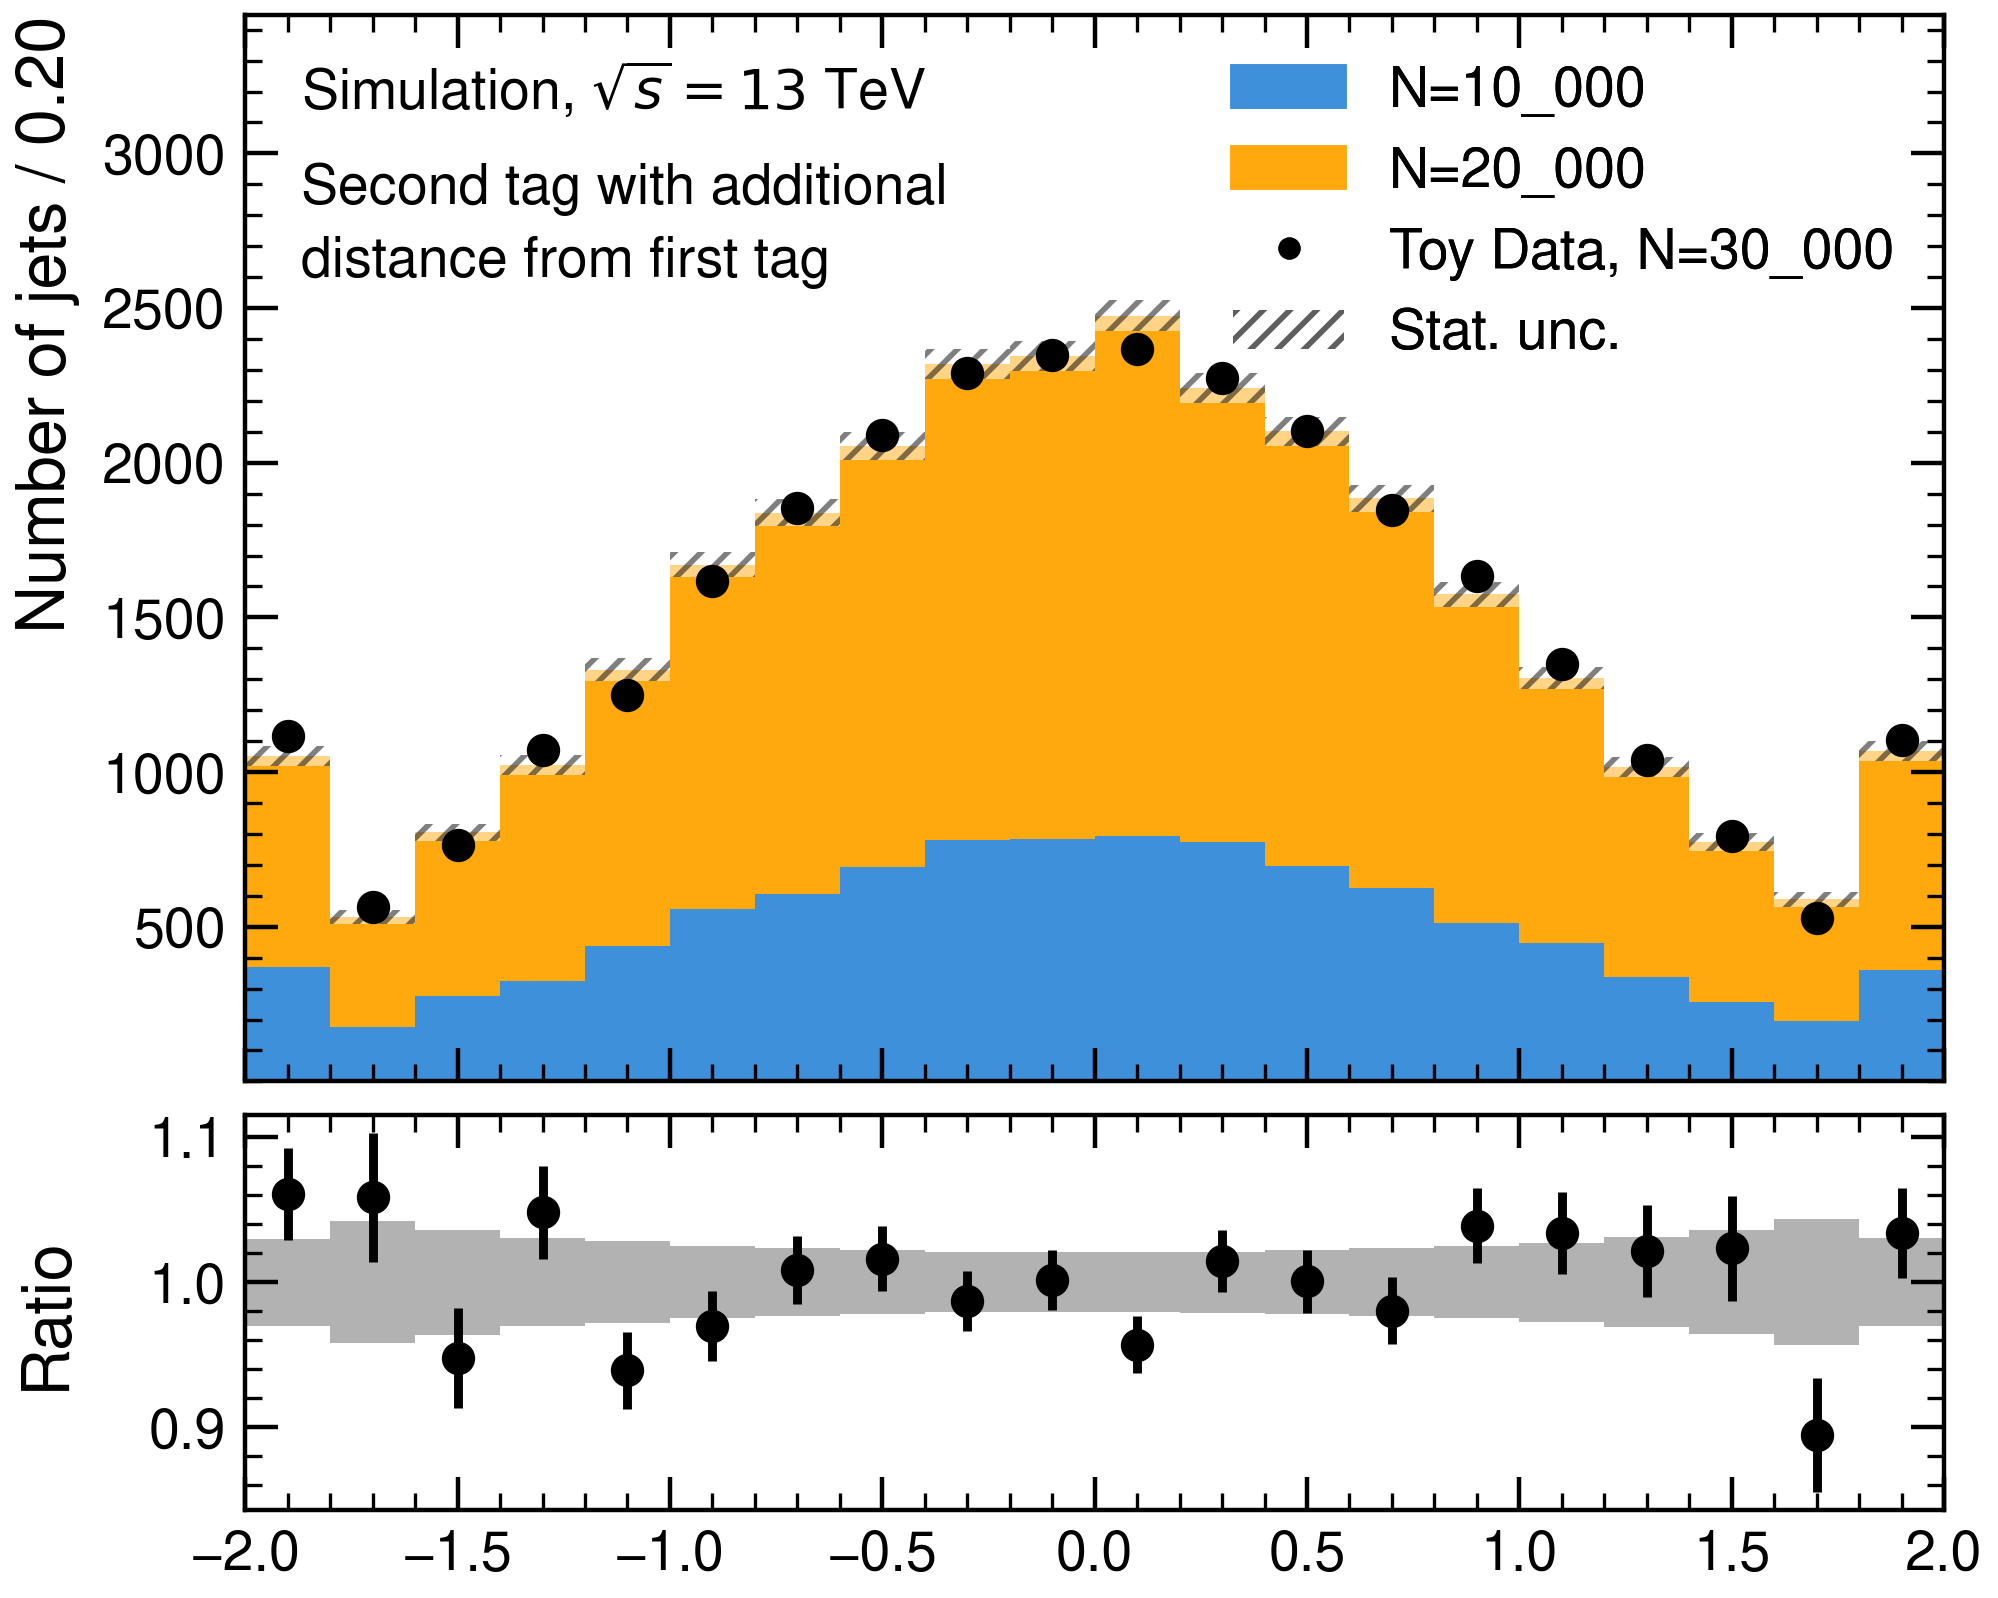 Number of jets / 0.20
3000
2500
2000
1500
1000
500
Simulation, √s = 13 TeV
Second tag with additional
distance from first tag
N=10_000
N=20_000
Toy Data, N=30_000
Stat. unc.
Ratio
1.1
1.0
0.9
−2.0 −1.5 −1.0 −0.5 0.0 0.5 1.0 1.5 2.0